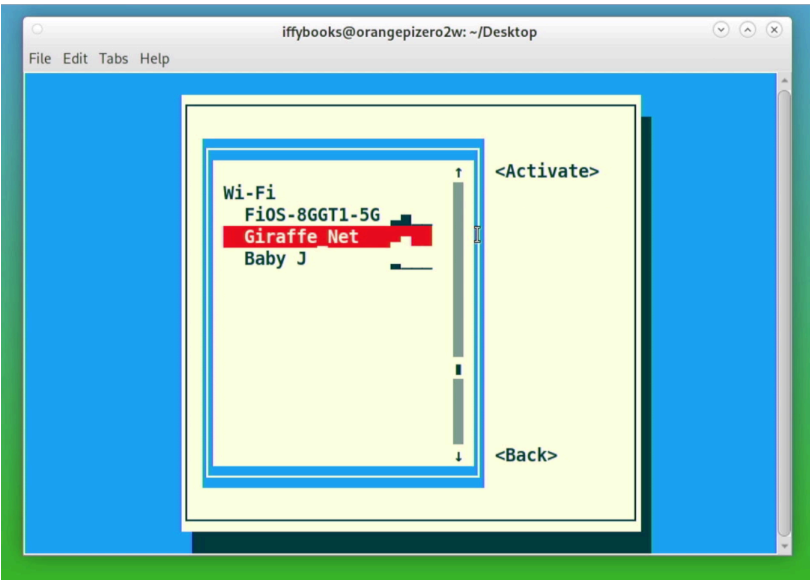 iffybooks@orangepizero2w: ~/Desktop
File Edit Tabs Help
<Activate>
Wi-Fi
FiOS-8GGT1-5G
Giraffe_Net
Baby J
<Back>